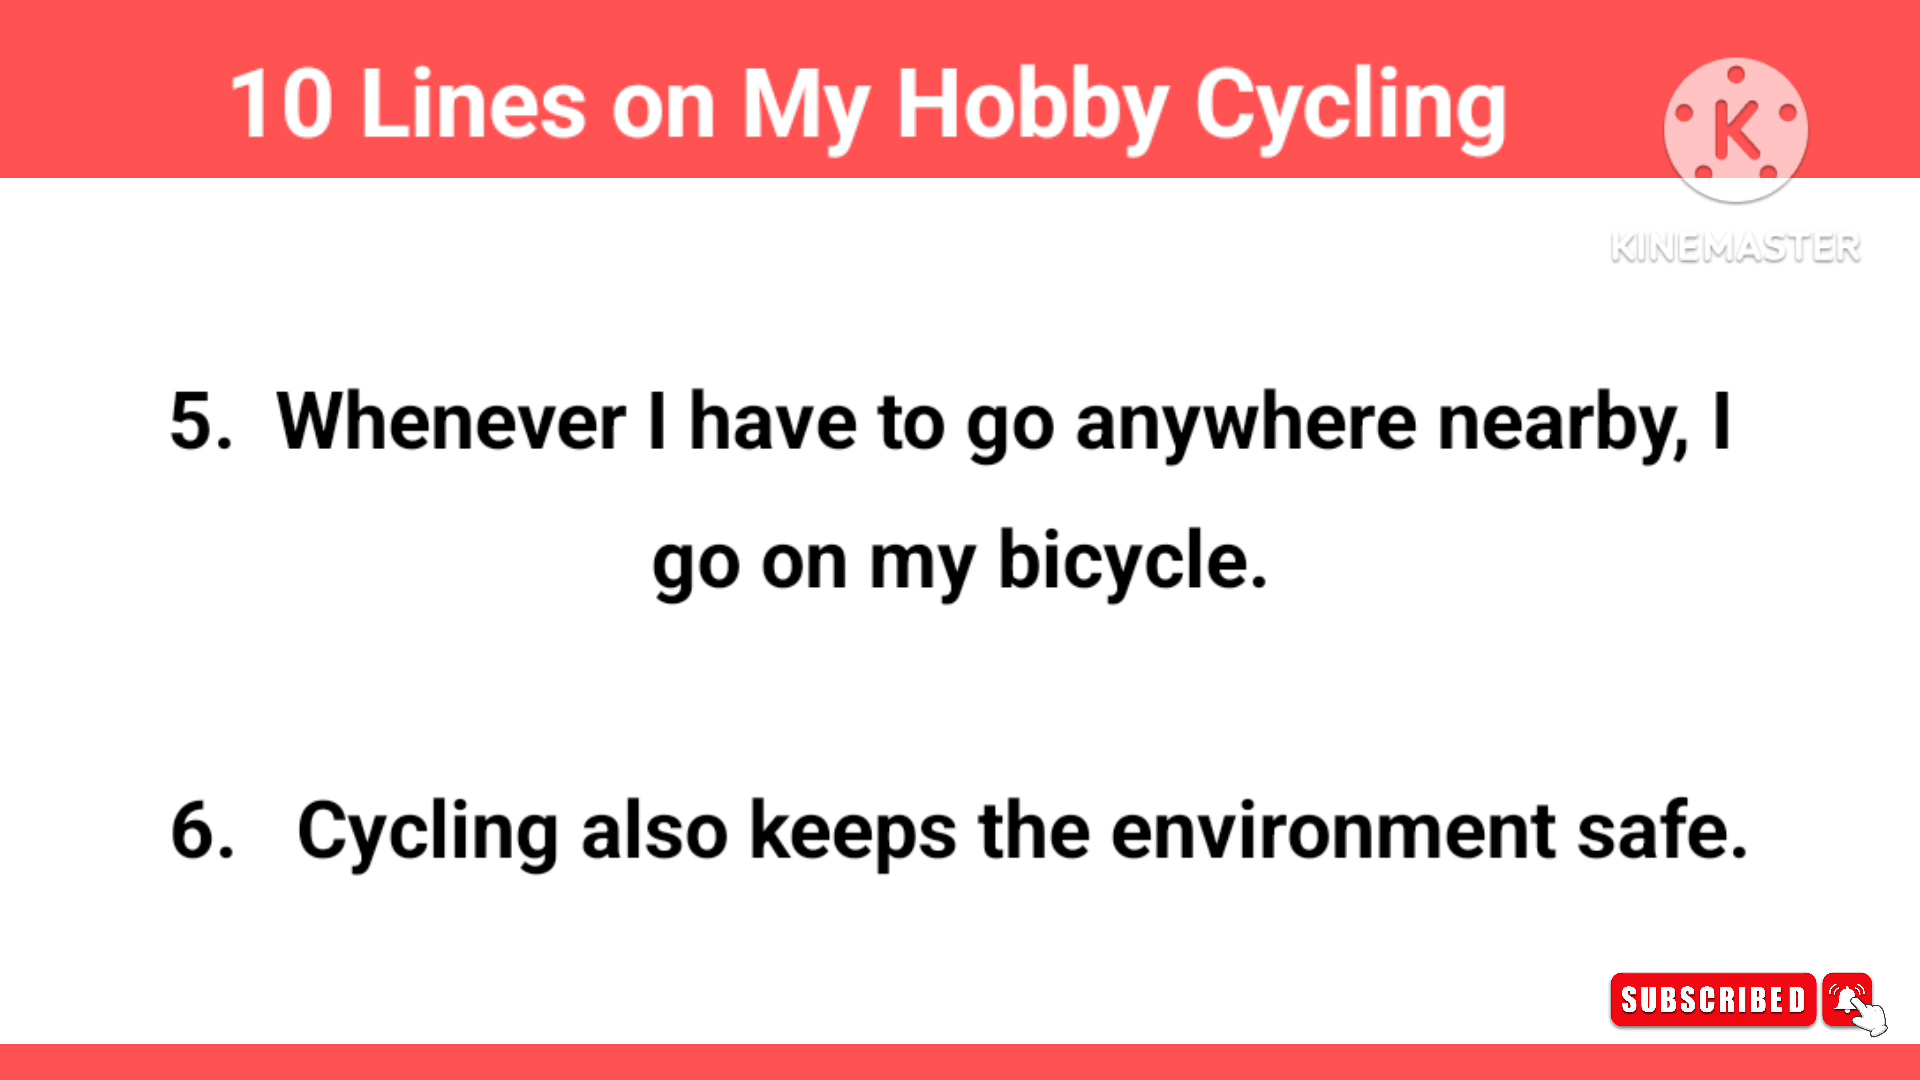 10 Lines on My Hobby Cycling
K
KINEMASTER
5. Whenever I have to go anywhere nearby, I
go on my bicycle.
6. Cycling also keeps the environment safe.
SUBSCRIBED